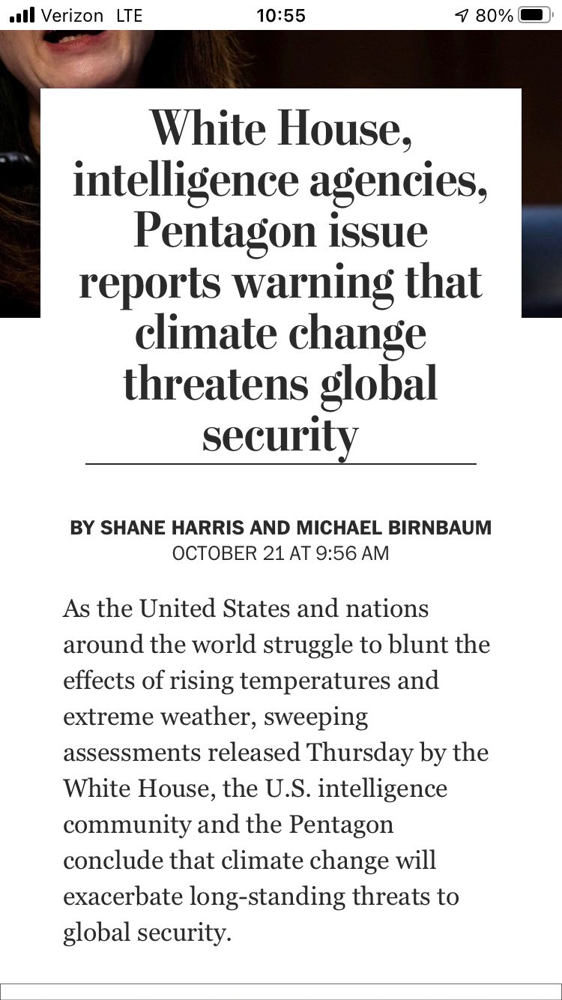 Verizon LTE 10:55 80%
White House,
intelligence agencies,
Pentagon issue
reports warning that
climate change
threatens global
security
BY SHANE HARRIS AND MICHAEL BIRNBAUM
OCTOBER 21 AT 9:56 AM
As the United States and nations
around the world struggle to blunt the
effects of rising temperatures and
extreme weather, sweeping
assessments released Thursday by the
White House, the U.S. intelligence
community and the Pentagon
conclude that climate change will
exacerbate long-standing threats to
global security.